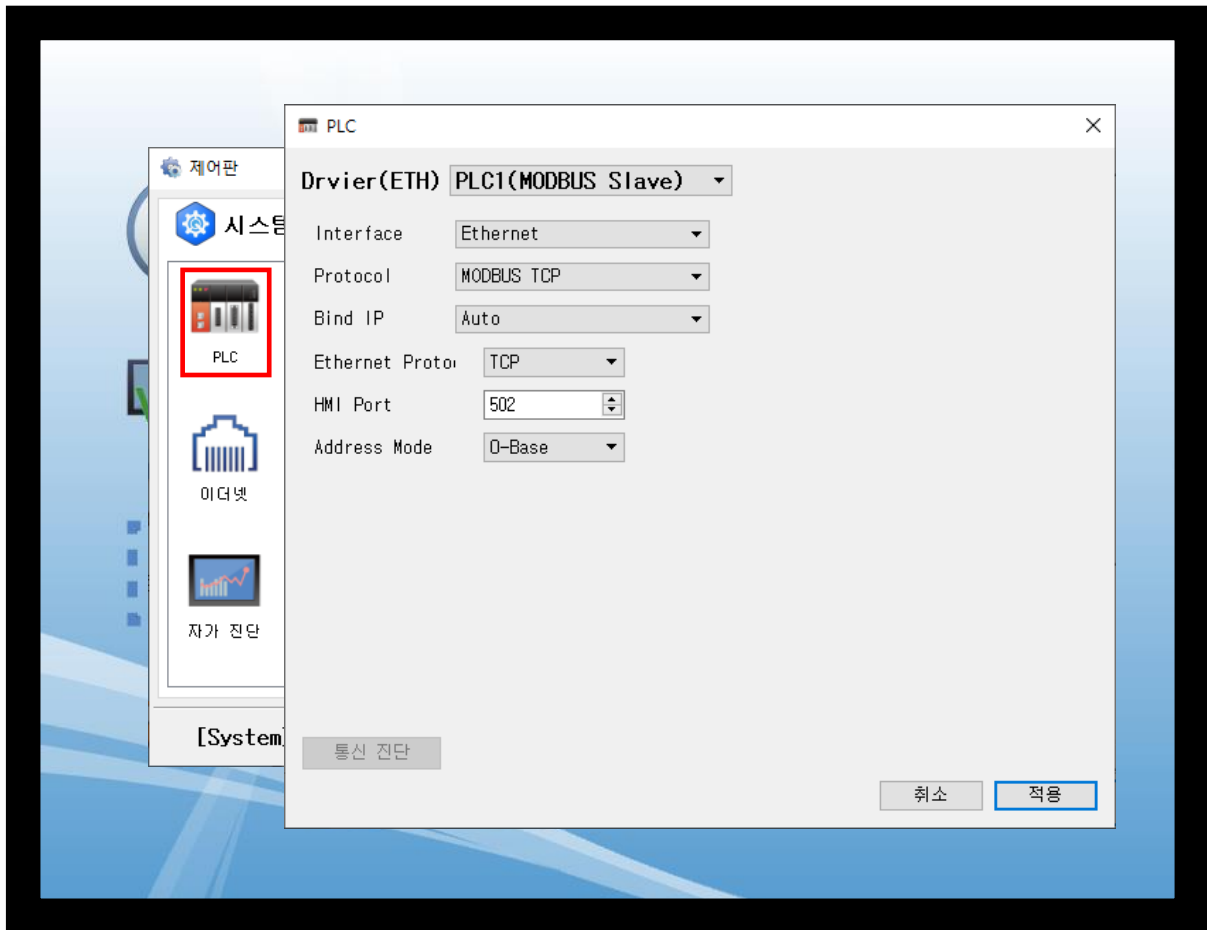 PLC
제어판
Drvier(ETH) PLC1(MODBUS Slave)
시스템
Interface Ethernet
Protocol MODBUS TCP
Bind IP Auto
PLC
Ethernet Proto TCP
HMI Port 502
Address Mode 0-Base
이더넷
자가 진단
[System]
통신 진단
취소 적용